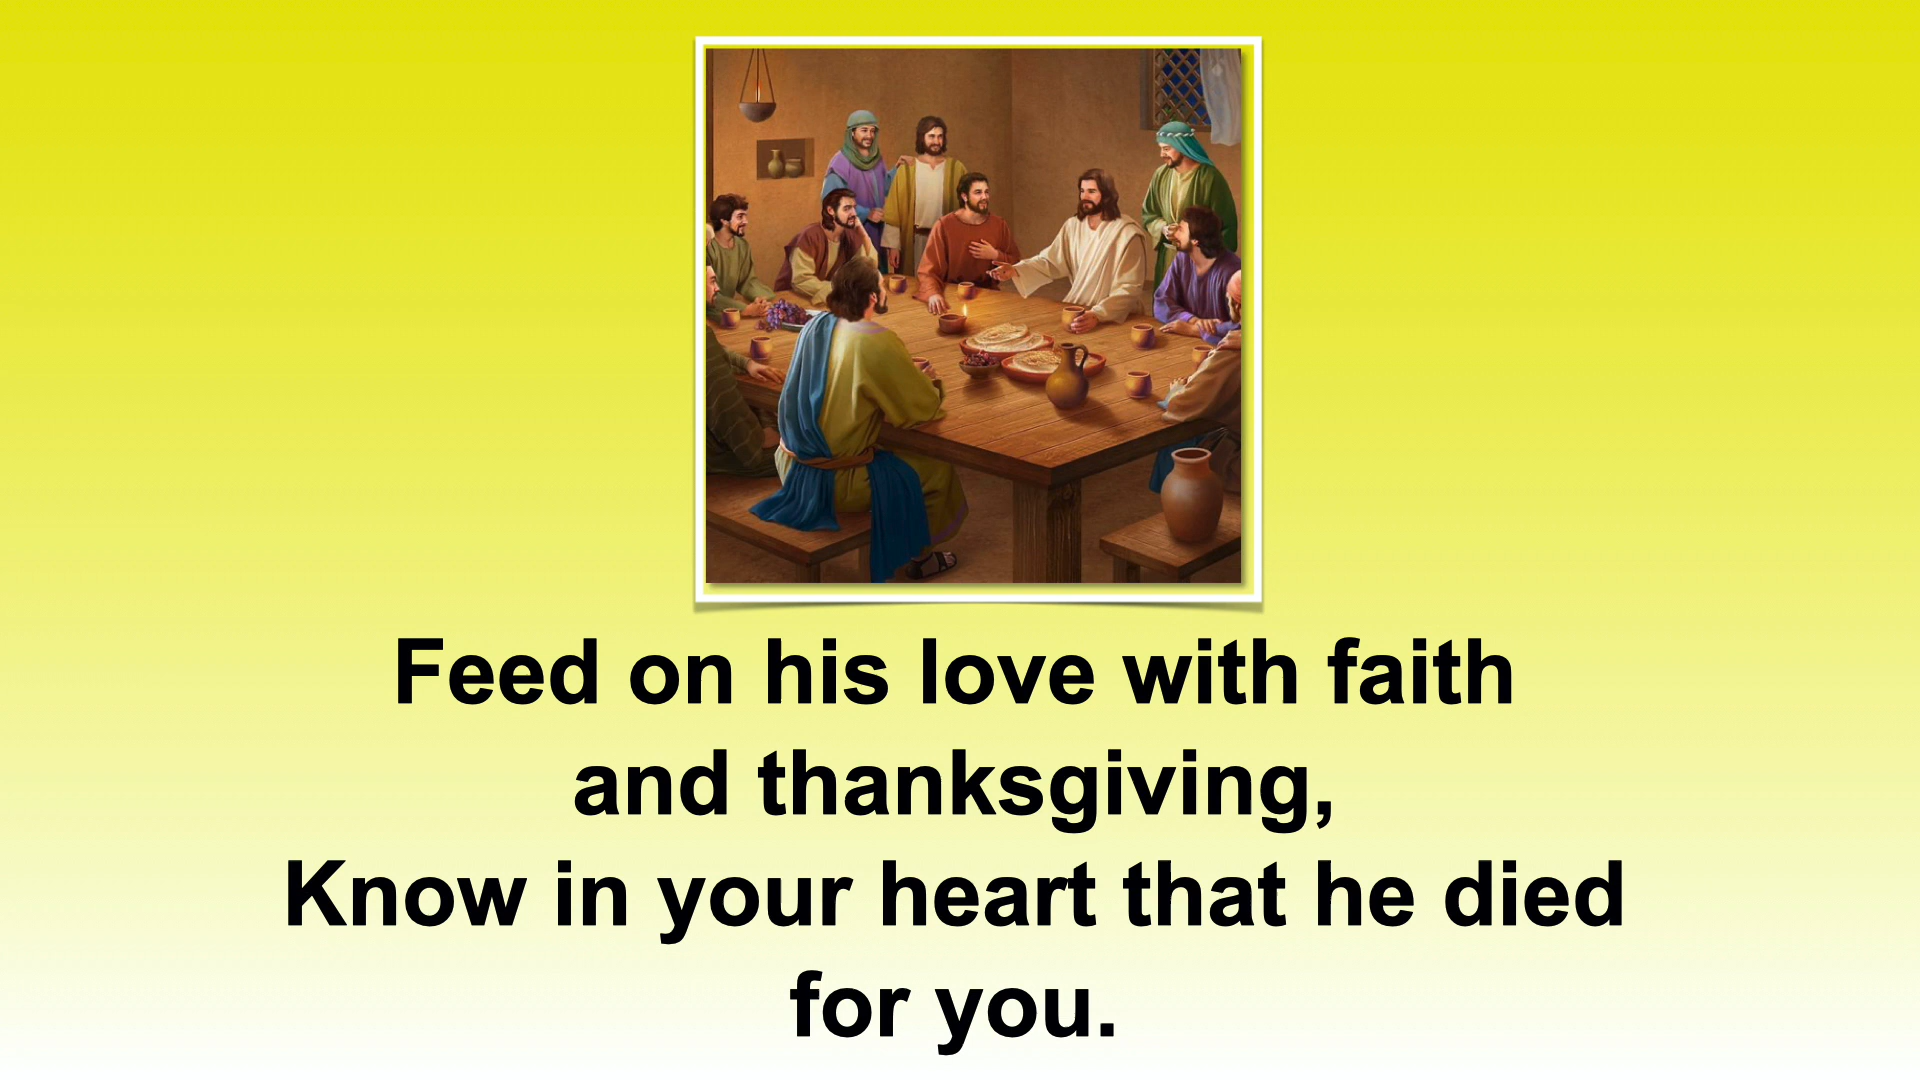 Feed on his love with faith
and thanksgiving,
Know in your heart that he died
for you.